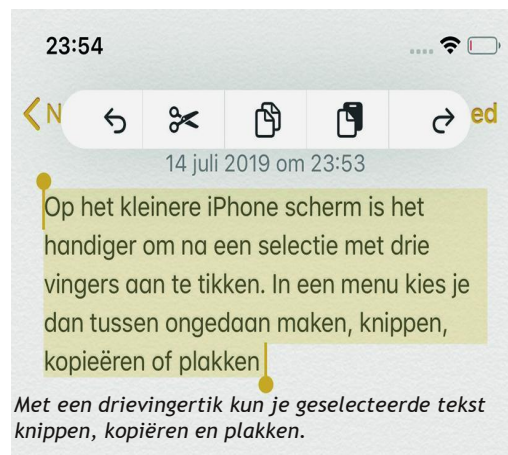 23:54
N
ed
14 juli 2019 om 23:53
Op het kleinere iPhone scherm is het
handiger om na een selectie met drie
vingers aan te tikken. In een menu kies je
dan tussen ongedaan maken, knippen,
kopieëren of plakken
Met een drievingertik kun je geselecteerde tekst
knippen, kopiëren en plakken.